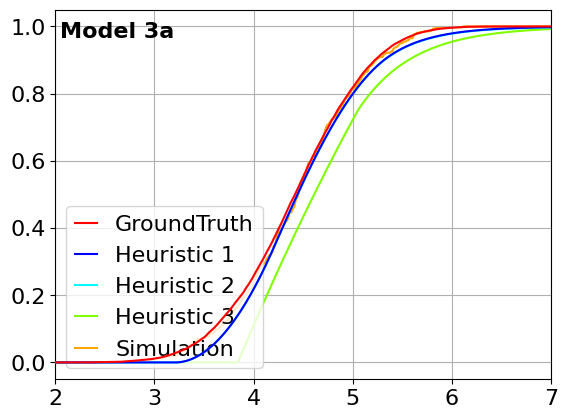 Model 3a
1.0
0.8
0.6
0.4
0.2
0.0
GroundTruth
Heuristic 1
Heuristic 2
Heuristic 3
Simulation
2 3 4 5 6 7